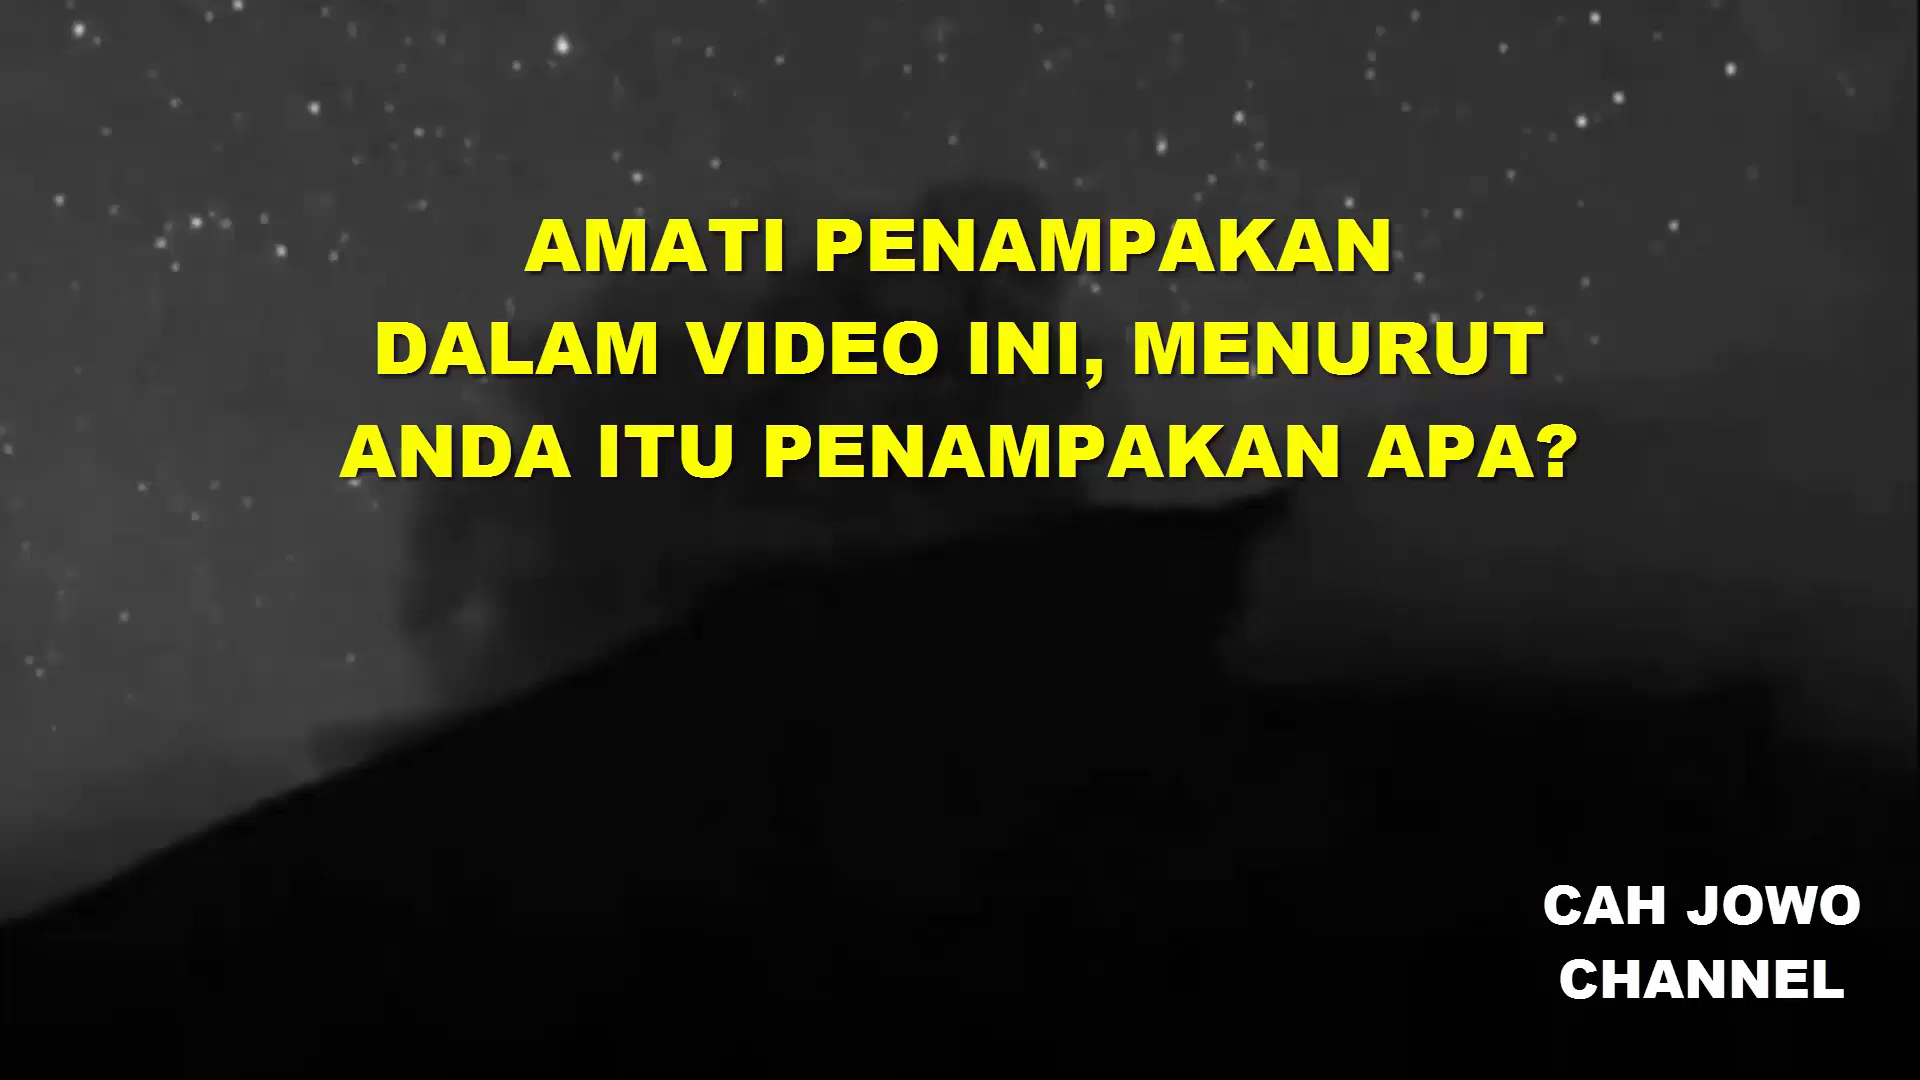 AMATI PENAMPAKAN
DALAM VIDEO INI, MENURUT
ANDA ITU PENAMPAKAN APA?
CAH JOWO
CHANNEL